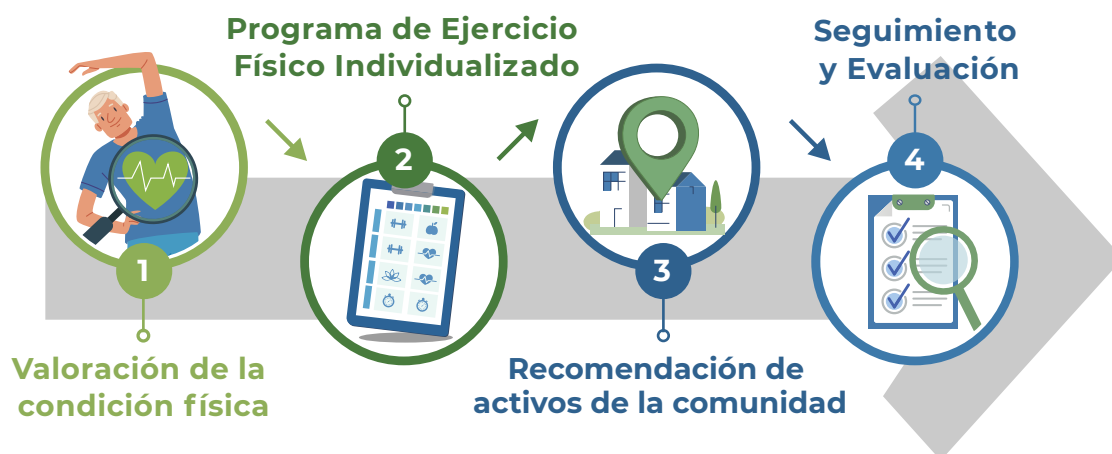 1
Valoración de la
condición física
Programa de Ejercicio
Físico Individualizado
2
3
Recomendación de
activos de la comunidad
Seguimiento
y Evaluación
4